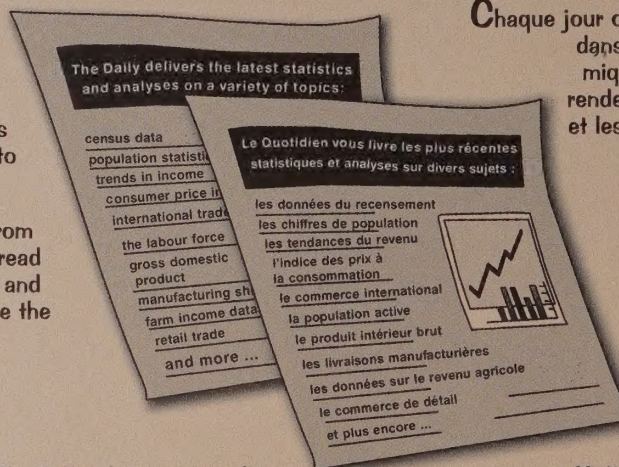 s
to
rom
read
and
e the
The Daily delivers the latest statistics
and analyses on a variety of topics:
census data
population
trends in income
consumer price
international trade
the labour force
gross domestic
product
manufacturing
farm income data
retail trade
and more ...
Le Quotidien vous livre les plus récentes
statistiques et analyses sur divers sujets :
les données du recensement
les chiffres de population
les tendances du revenu
l'indice des prix à
la consommation
le commerce international
la population active
le produit intérieur brut
les livraisons manufacturières
les données sur le revenu agricole
le commerce de détail
et plus encore ...
Chaque jour
dans
miq
rende
et les